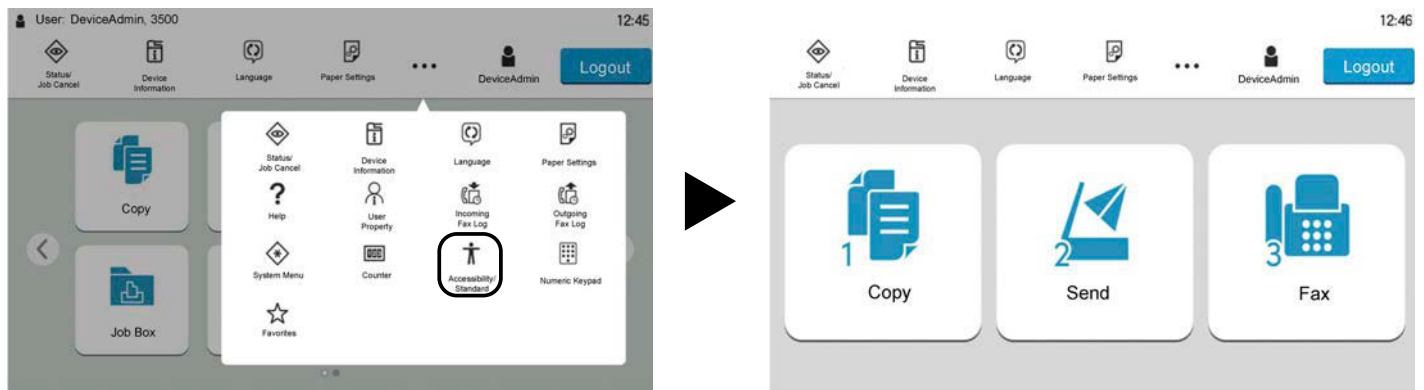 User: DeviceAdmin, 3500
12:45
Status/
Job Cancel
Device
Information
Language
Paper Settings
DeviceAdmin
Logout
Copy
Job Box
Status/
Job Cancel
Device
Information
Language
Paper Settings
?
Help
User
Property
Incoming
Fax Log
Outgoing
Fax Log
System Menu
Counter
Accessibility/
Standard
Numeric Keypad
Favorites
12:46
Status/
Job Cancel
Device
Information
Language
Paper Settings
DeviceAdmin
Logout
1
Copy
2
Send
3
Fax